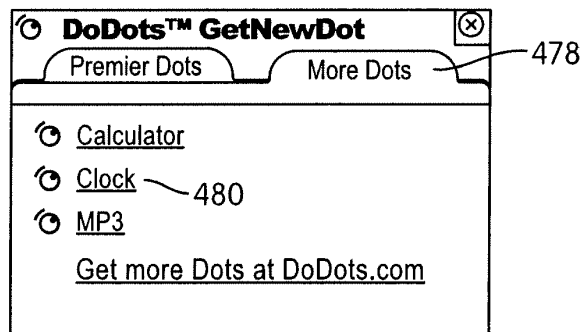 DoDots™ GetNewDot
Premier Dots More Dots 478
Calculator
Clock 480
MP3
Get more Dots at DoDots.com